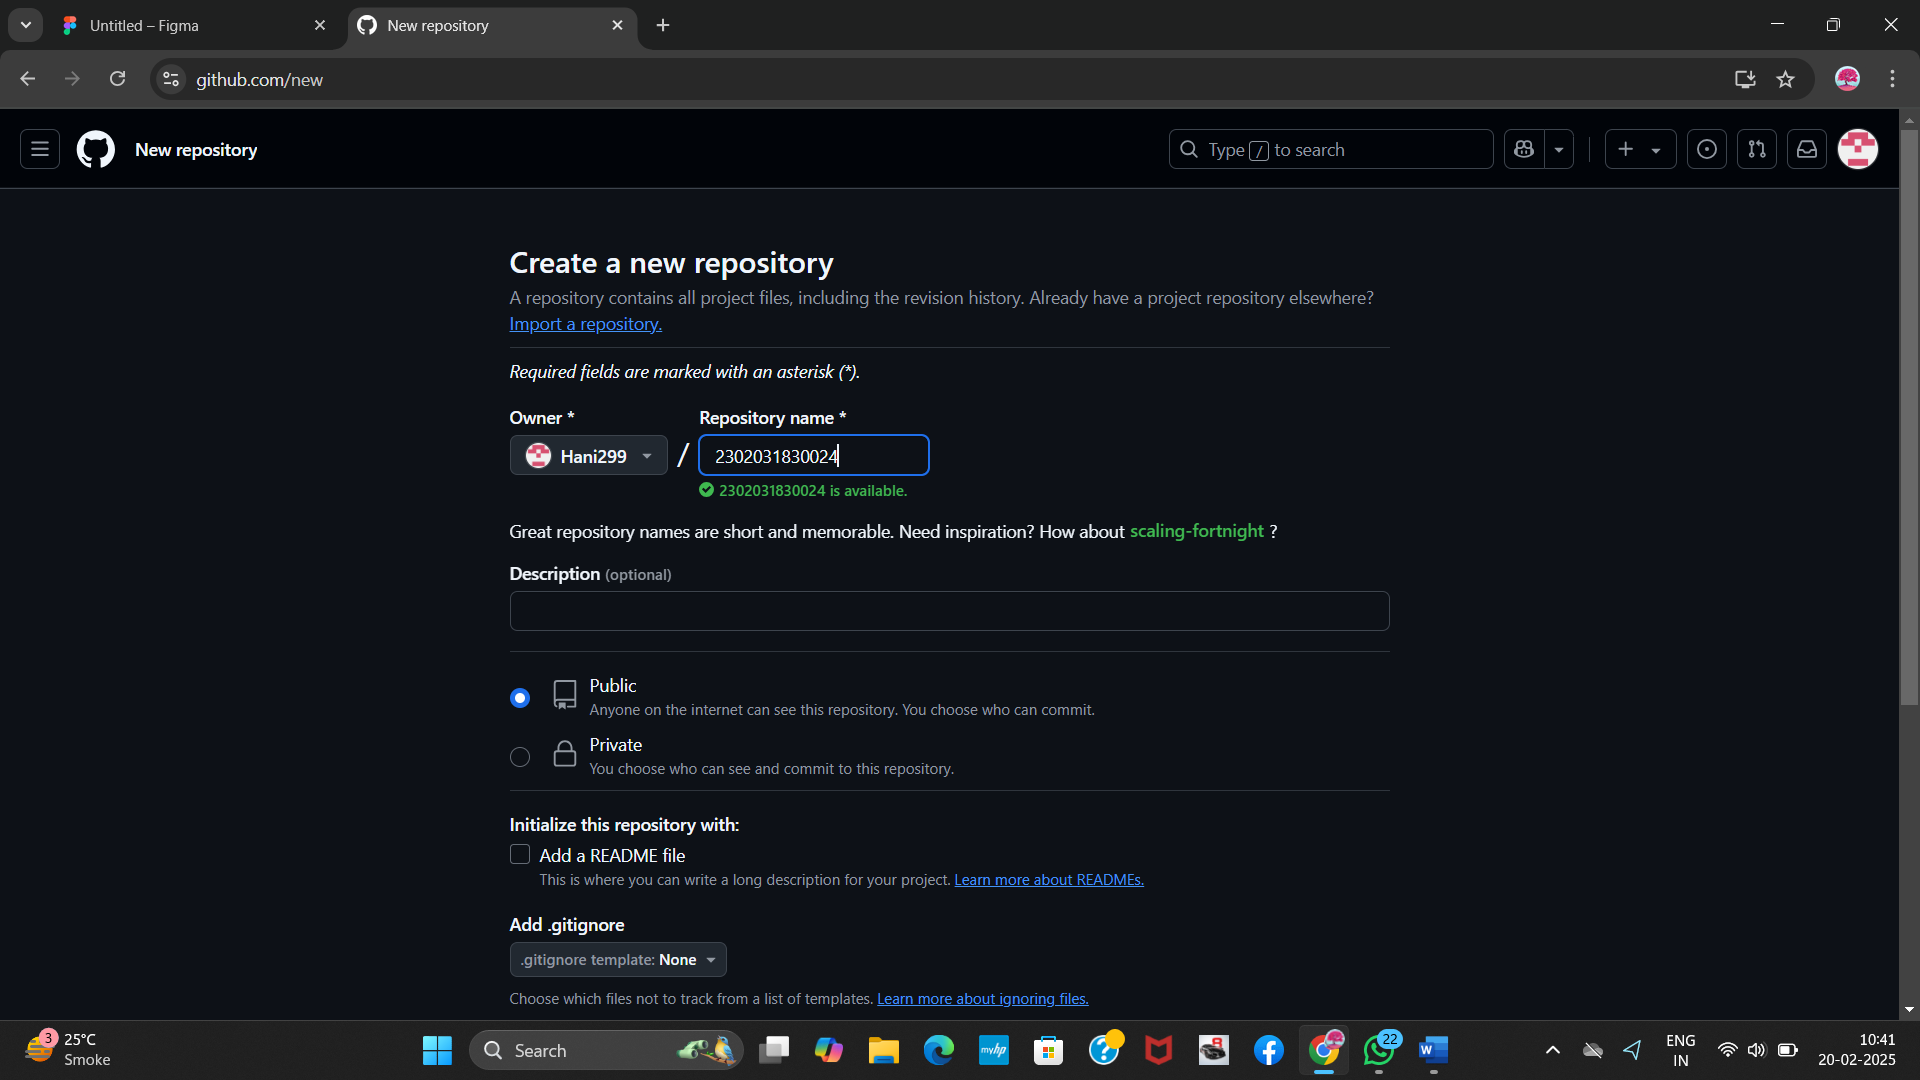 Untitled – Figma
New repository
github.com/new
New repository
Type / to search
Create a new repository
A repository contains all project files, including the revision history. Already have a project repository elsewhere?
Import a repository.
Required fields are marked with an asterisk (*).
Owner *
Repository name *
Hani299
/
2302031830024
2302031830024 is available.
Great repository names are short and memorable. Need inspiration? How about scaling-fortnight ?
Description (optional)
Public
Anyone on the internet can see this repository. You choose who can commit.
Private
You choose who can see and commit to this repository.
Initialize this repository with:
Add a README file
This is where you can write a long description for your project. Learn more about READMEs.
Add .gitignore
.gitignore template: None
Choose which files not to track from a list of templates. Learn more about ignoring files.
3
25°C
Smoke
Search
myhp
8
22
W
ENG
IN
10:41
20-02-2025